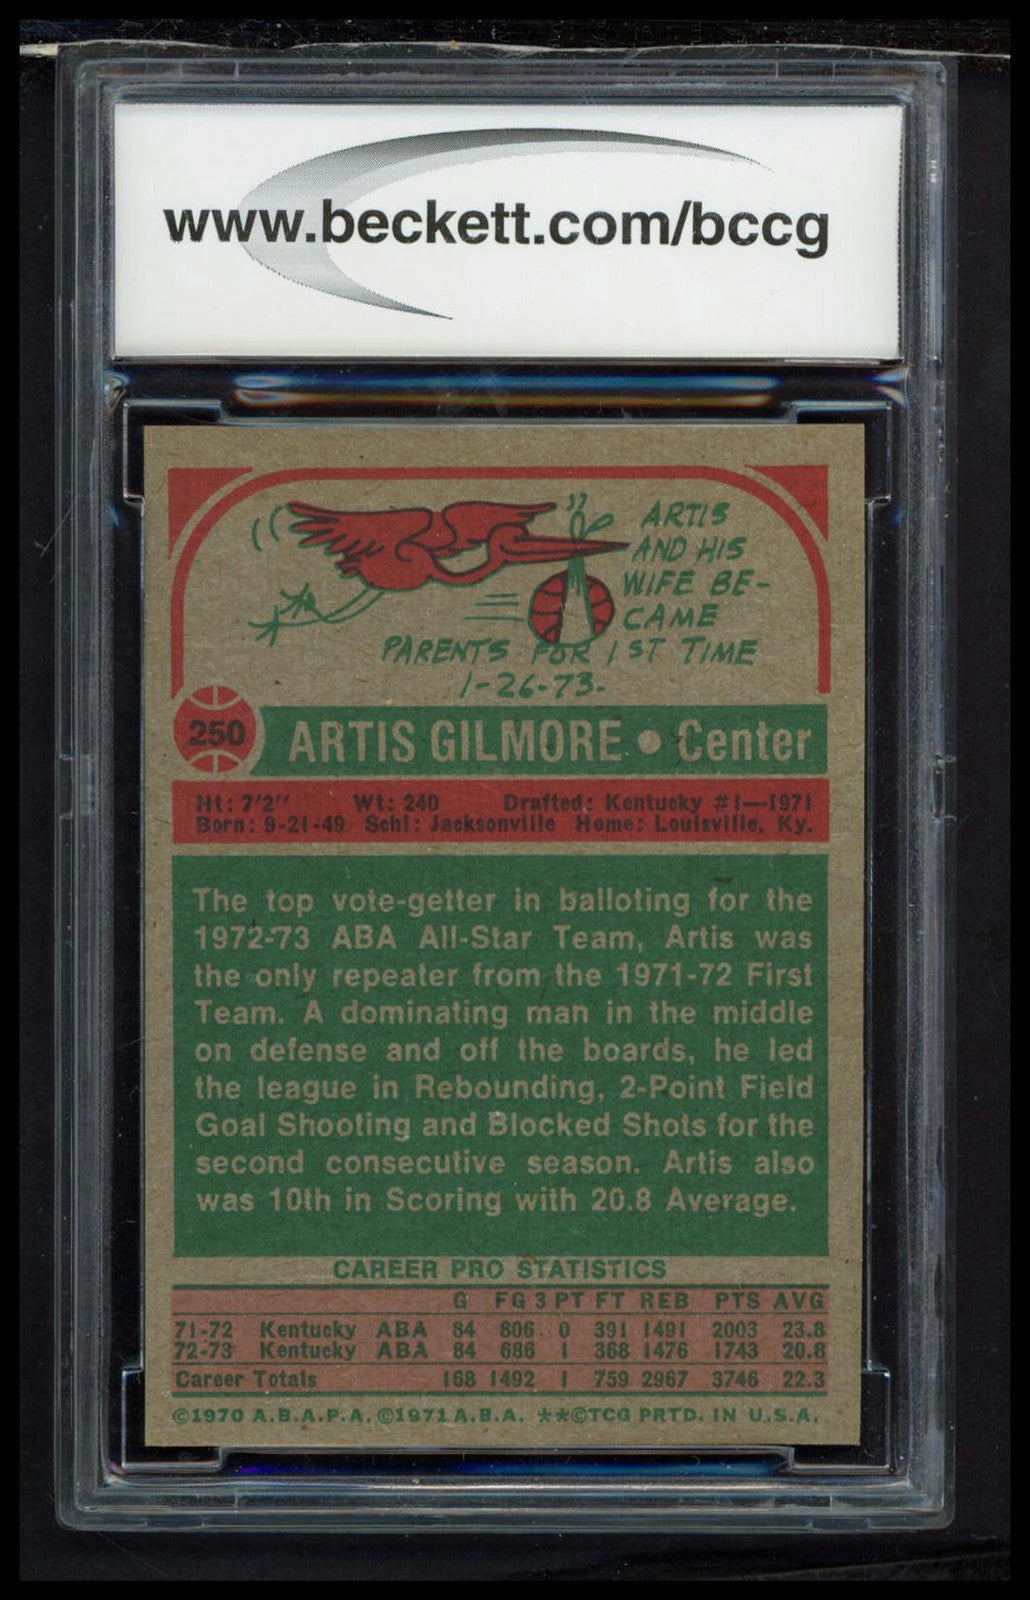 www.beckett.com/bccg
ARTIS
AND HIS
WIFE BE-
CAME
PARENTS FOR 1ST TIME
1-26-73.
250
ARTIS GILMORE • Center
Ht: 7'2" Wt: 240 Drafted: Kentucky #1—1971
Born: 9-21-49 Schl: Jacksonville Home: Louisville, Ky.
The top vote-getter in balloting for the
1972-73 ABA All-Star Team, Artis was
the only repeater from the 1971-72 First
Team. A dominating man in the middle
on defense and off the boards, he led
the league in Rebounding, 2-Point Field
Goal Shooting and Blocked Shots for the
second consecutive season. Artis also
was 10th in Scoring with 20.8 Average.
CAREER PRO STATISTICS
G FG 3 PT FT REB PTS AVG
71-72 Kentucky ABA 84 806 0 391 1491 2003 23.8
72-73 Kentucky ABA 84 686 1 368 1476 1743 20.8
Career Totals 168 1492 1 759 2967 3746 22.3
©1970 A.B.A.P.A. ©1971 A.B.A. **©TCG PRTD. IN U.S.A.